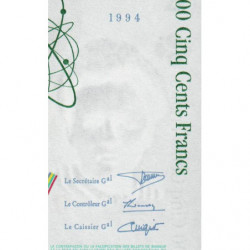 1994
00 Cinq Cents Francs
Le Secrétaire Gal
Le Contrôleur Gal
Le Caissier Gal